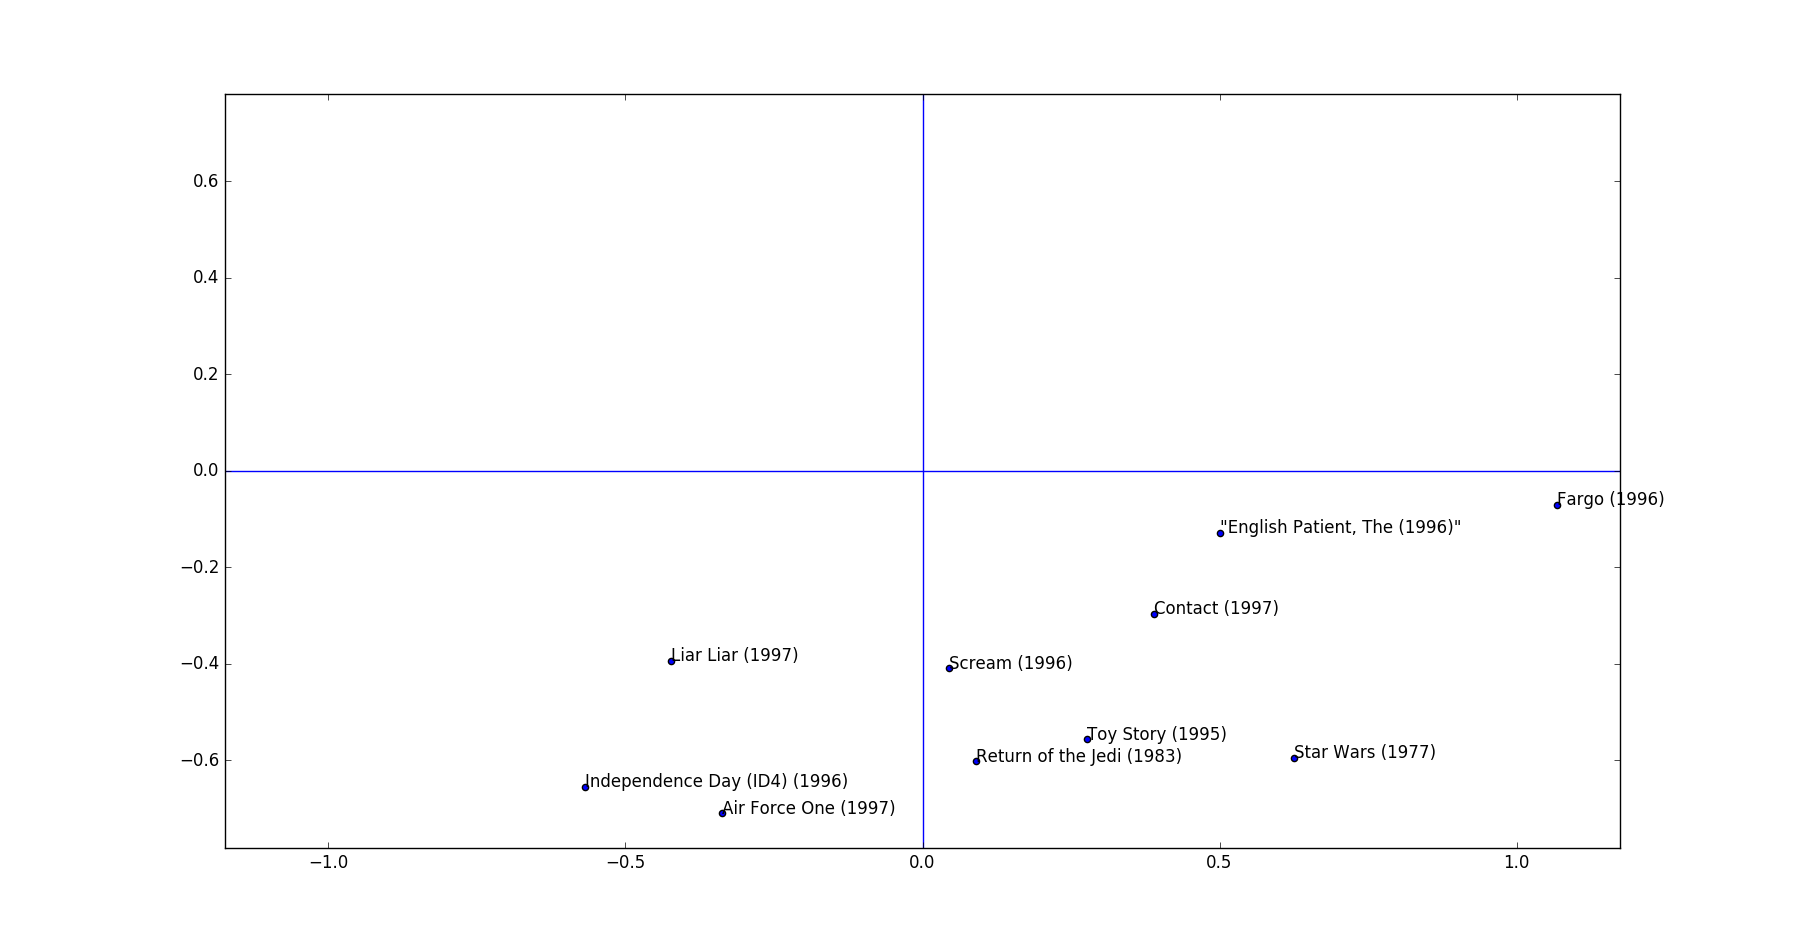 0.6
0.4
0.2
0.0
Fargo (1996)
"English Patient, The (1996)"
−0.2
Contact (1997)
Liar Liar (1997)
Scream (1996)
−0.4
Toy Story (1995)
Star Wars (1977)
Return of the Jedi (1983)
−0.6
Independence Day (ID4) (1996)
Air Force One (1997)
−1.0
−0.5
0.0
0.5
1.0